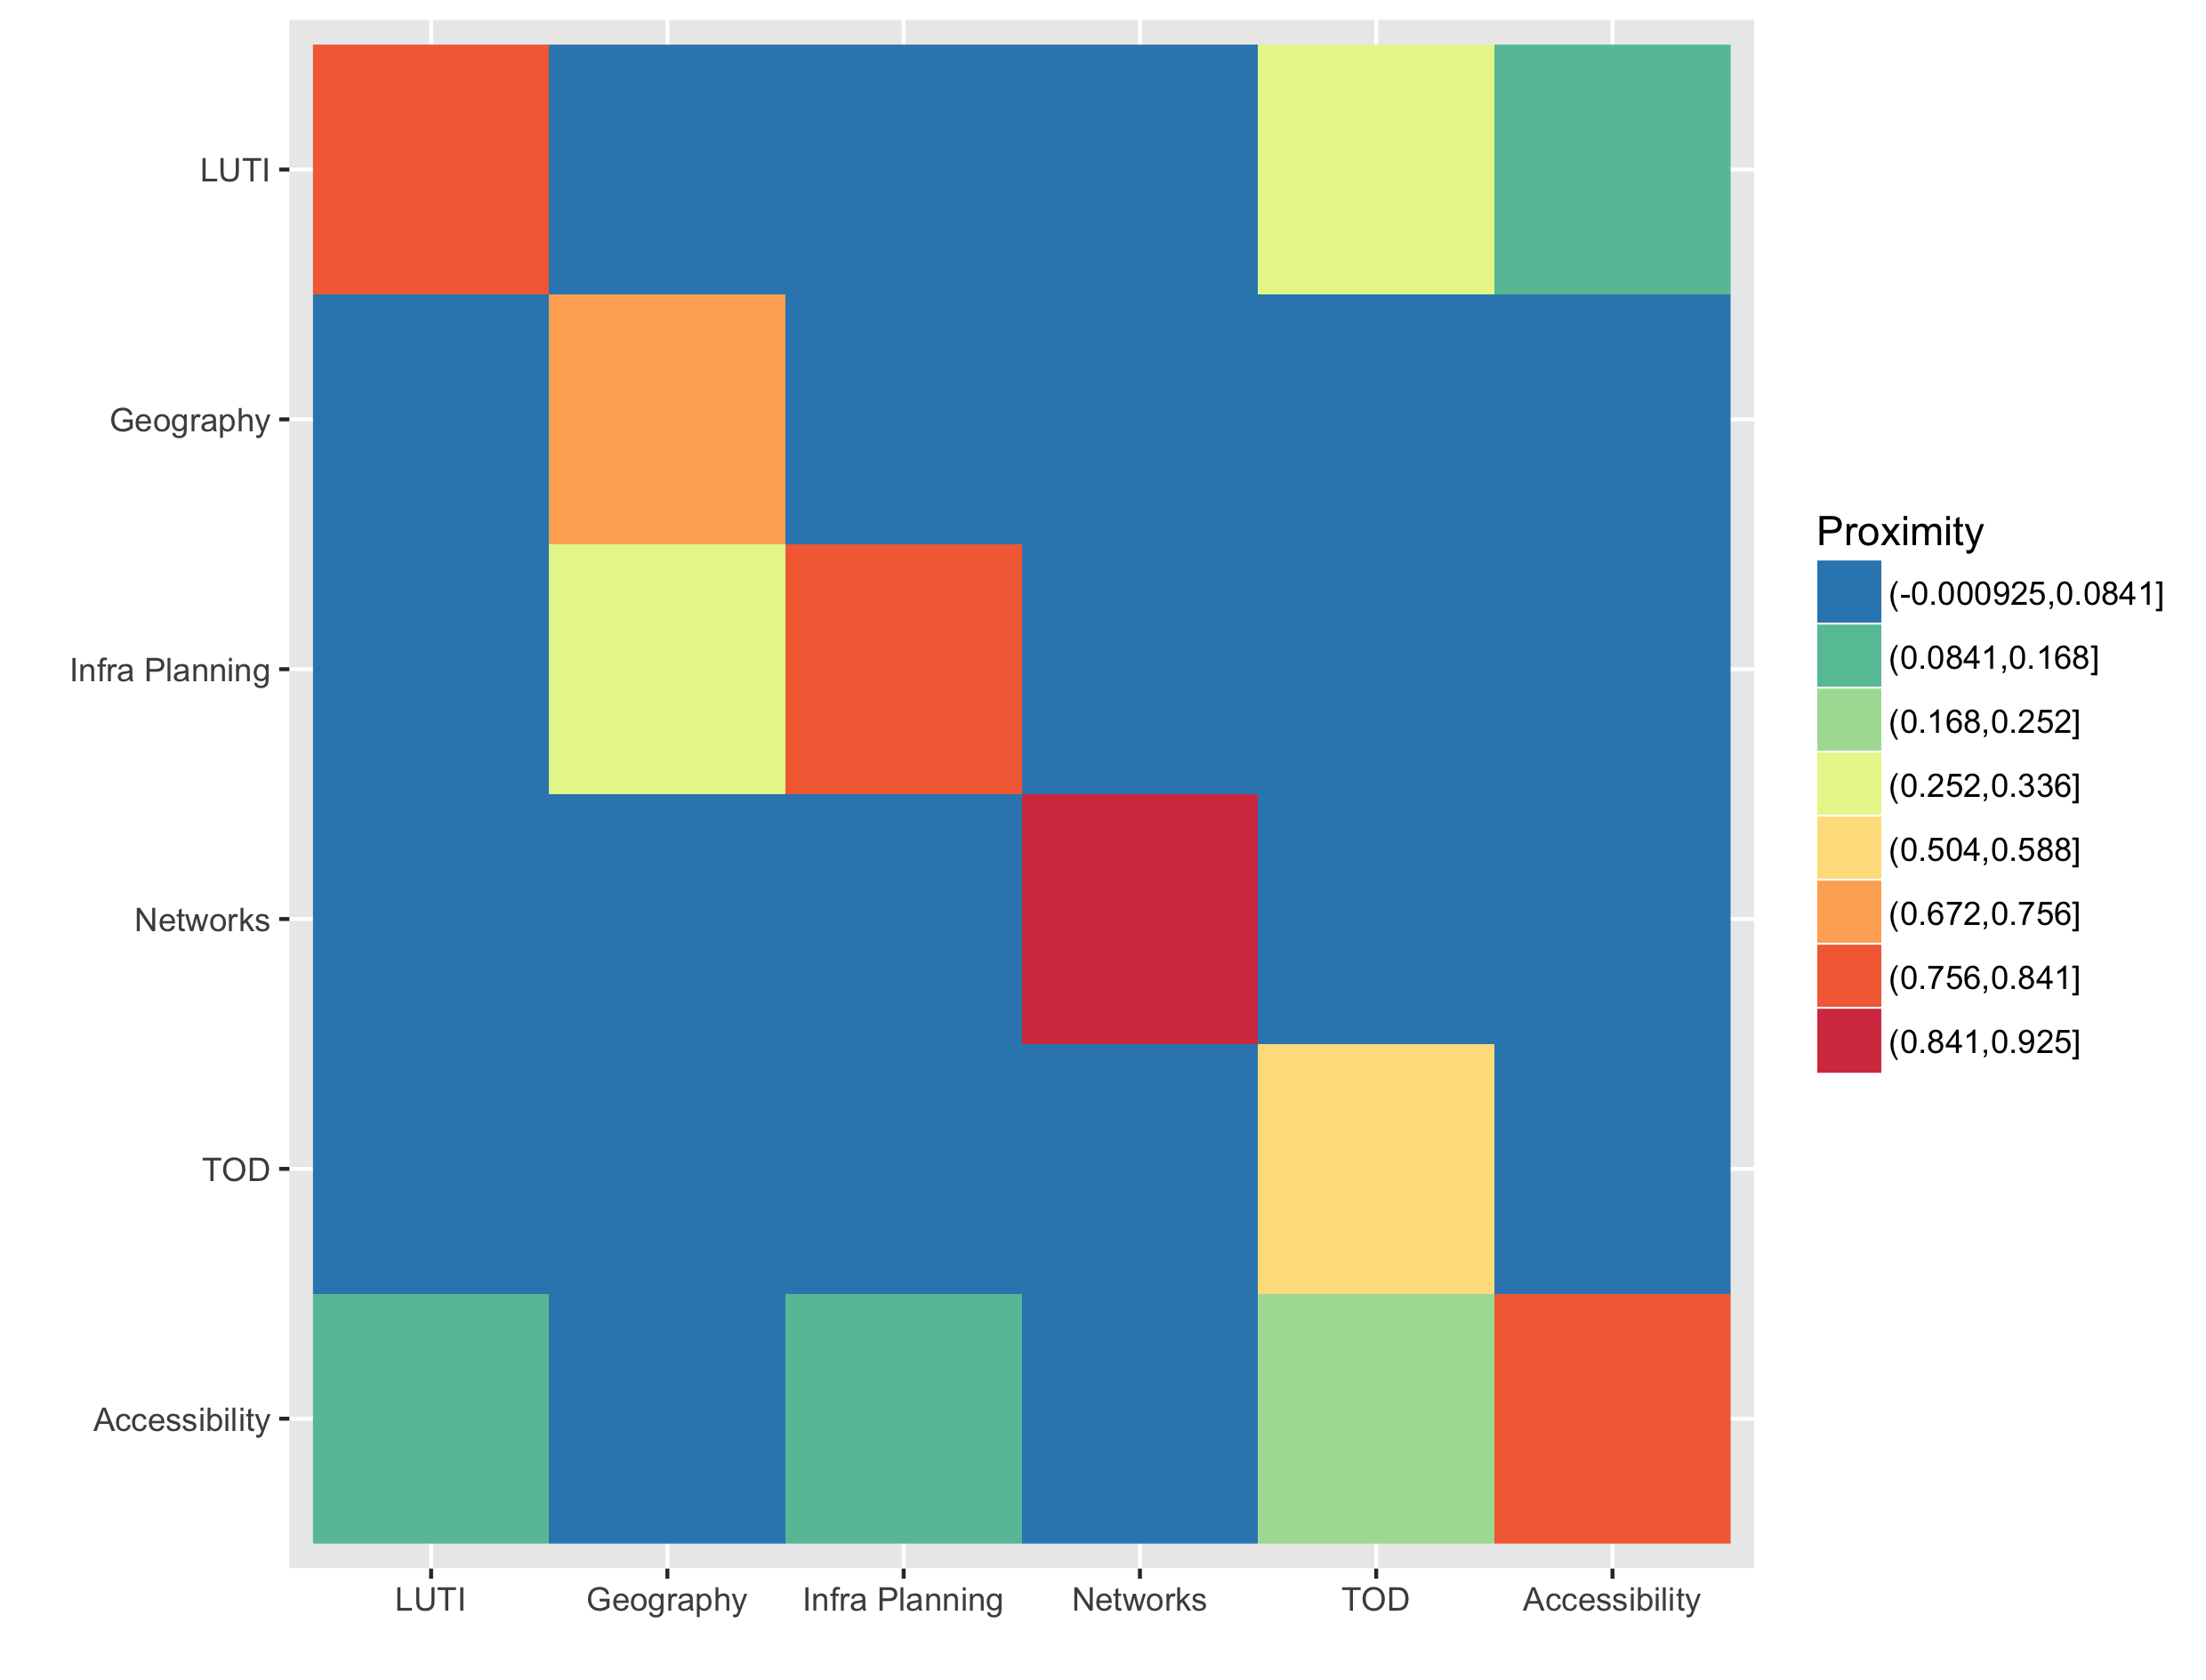 LUTI
Geography
Infra Planning
Networks
TOD
Accessibility
LUTI Geography Infra Planning Networks TOD Accessibility
Proximity
(-0.000925,0.0841]
(0.0841,0.168]
(0.168,0.252]
(0.252,0.336]
(0.504,0.588]
(0.672,0.756]
(0.756,0.841]
(0.841,0.925]